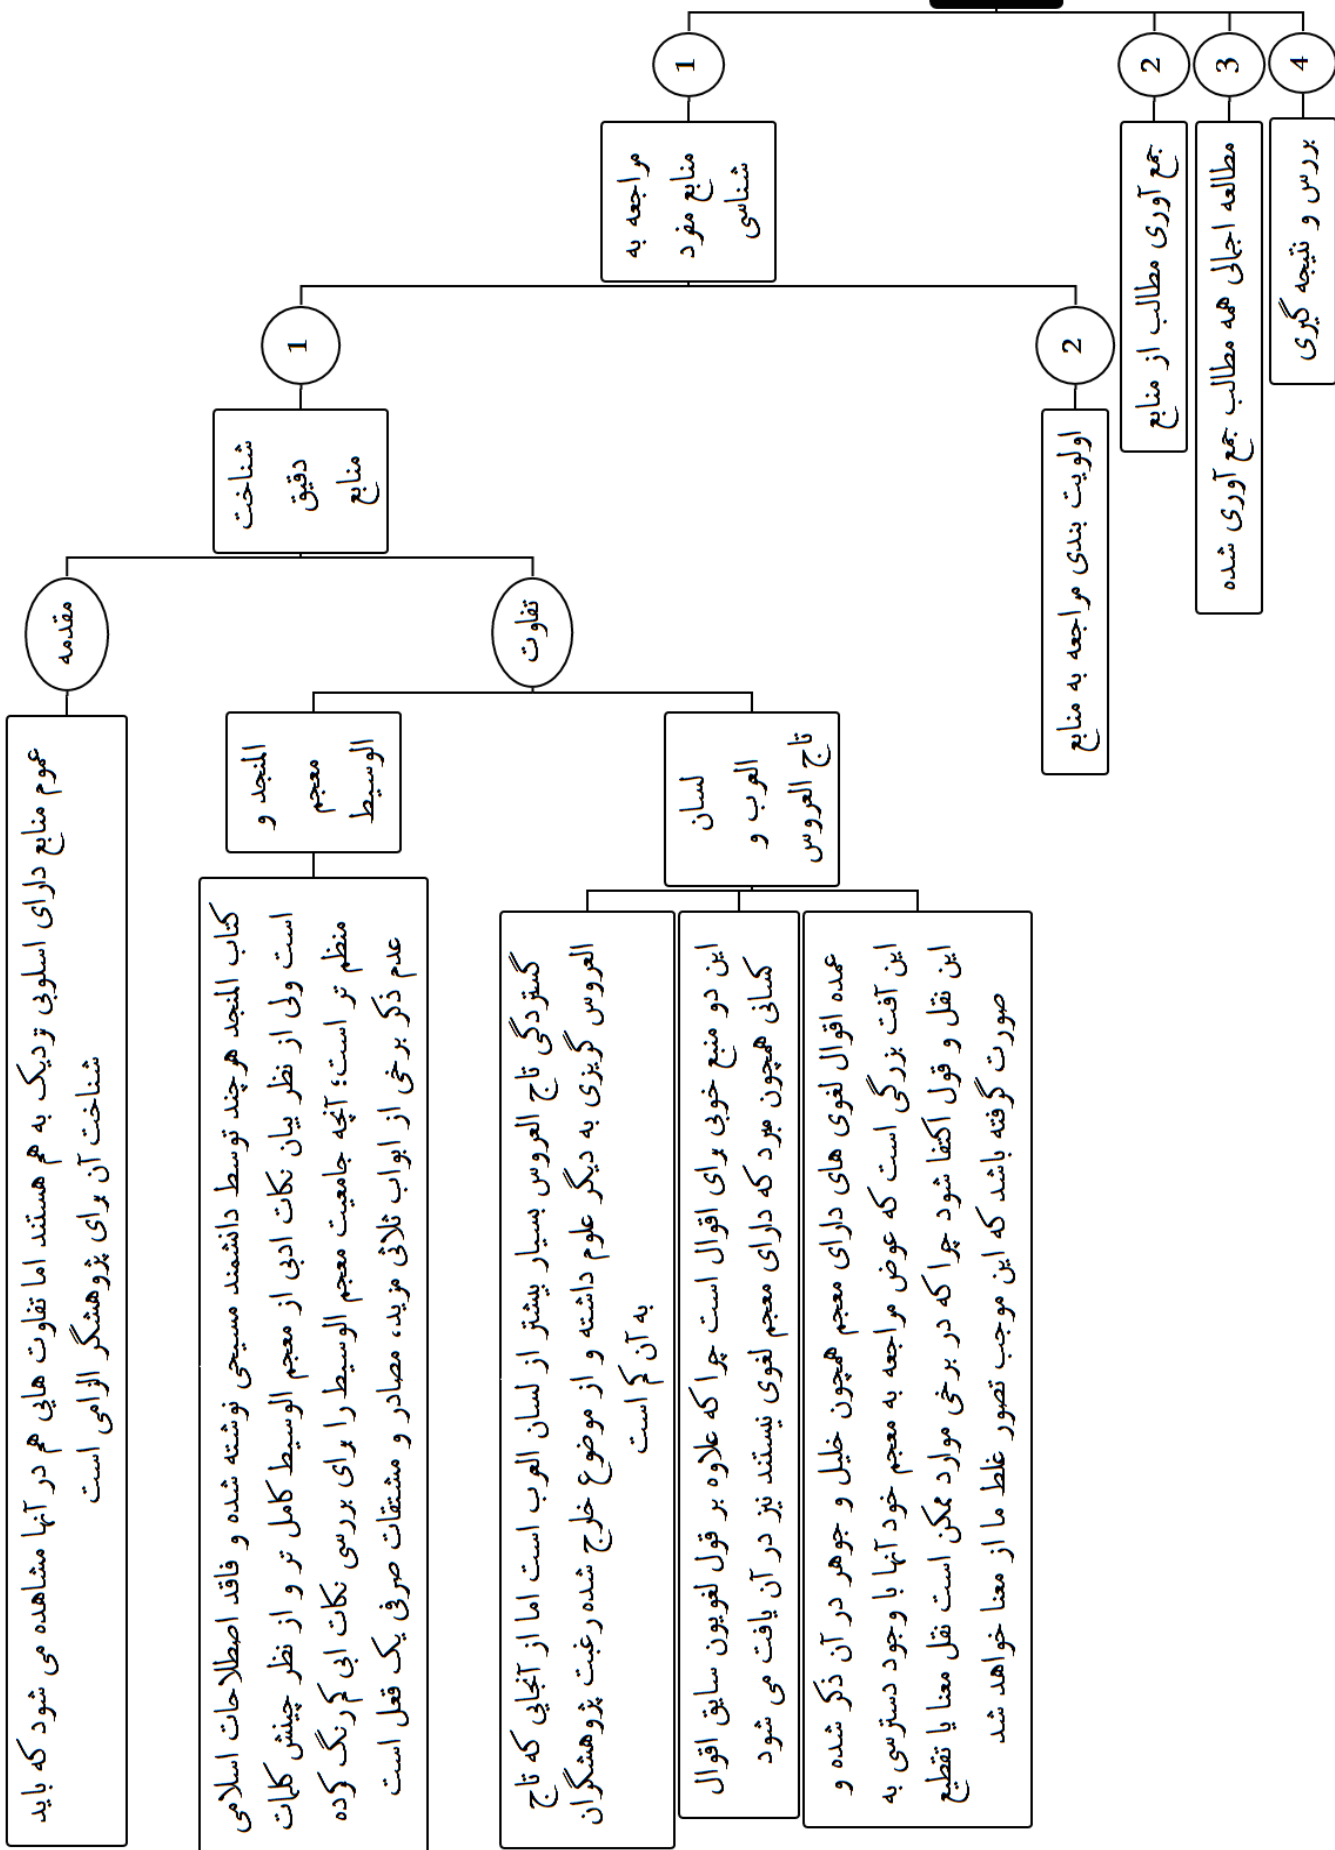 1
2
3
4
مراجعه به
منابع مفرد
شناسی
جمع آوری مطالب از منابع
مطالعه اجمالی همه مطالب جمع آوری شده
بررس و نتیجه گیری
1
2
شناخت
دقیق
منابع
اولویت بندی مراجعه به منابع
مقدمه
تفاوت
عموم منابع دارای اسلوبی نزدیک به هم هستند اما تفاوت هایی هم در آنها مشاهده می شود که باید
شناخت آن برای پژوهشگر الزامی است
المنجد و
معجم
الوسیط
لسان
العرب و
تاج العروس
کتاب المنجد هرچند توسط دانشمند مسیحی نوشته شده و فاقد اصطلاحات اسلامی
است ولی از نظر بیان نکات ادبی از معجم الوسیط کامل تر و از نظر چینش کلمات
منظم تر است؛ آنچه جامعیت معجم الوسیط را برای بررسی نکات ابی کم رنگ کرده
عدم ذکر برخی از ابواب ثلاثی مزید، مصادر و مشتقات صرفی یک فعل است
گستردگی تاج العروس بسیار بیشتر از لسان العرب است اما از آنجایی که تاج
العروس گریزی به دیگر علوم داشته و از موضوع خارج شده رغبت پژوهشگران
به آن کم است
این دو منبع خوبی برای اقوال است چرا که علاوه بر قول لغویون سابق اقوال
کسانی همچون مبرد که دارای معجم لغوی نیستند نیز در آن یافت می شود
عمده اقوال لغوی های دارای معجم همچون خلیل و جوهر در آن ذکر شده و
این آفت بزرگی است که عوض مراجعه به معجم خود آنها با وجود دسترسی به
این نقل و قول اکتفا شود چرا که در برخی موارد ممکن است نقل معنا یا تقطیع
صورت گرفته باشد که این موجب تصور غلط ما از معنا خواهد شد